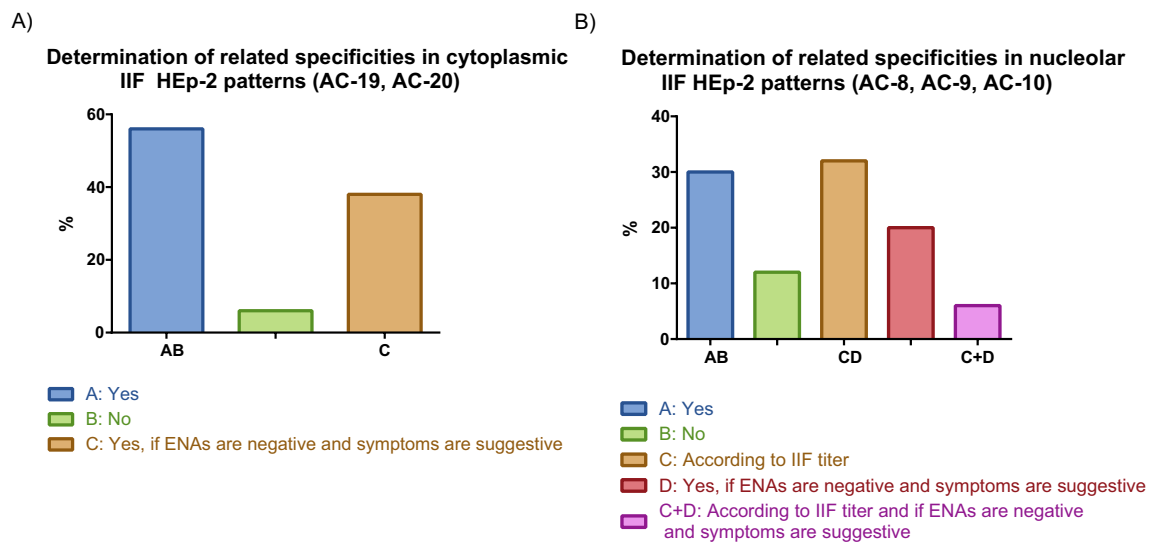 A)
Determination of related specificities in cytoplasmic
IIF HEp-2 patterns (AC-19, AC-20)
60
40
20
0
%
AB
C
A: Yes
B: No
C: Yes, if ENAs are negative and symptoms are suggestive
B)
Determination of related specificities in nucleolar
IIF HEp-2 patterns (AC-8, AC-9, AC-10)
40
30
20
10
0
%
AB
CD
C+D
A: Yes
B: No
C: According to IIF titer
D: Yes, if ENAs are negative and symptoms are suggestive
C+D: According to IIF titer and if ENAs are negative
and symptoms are suggestive